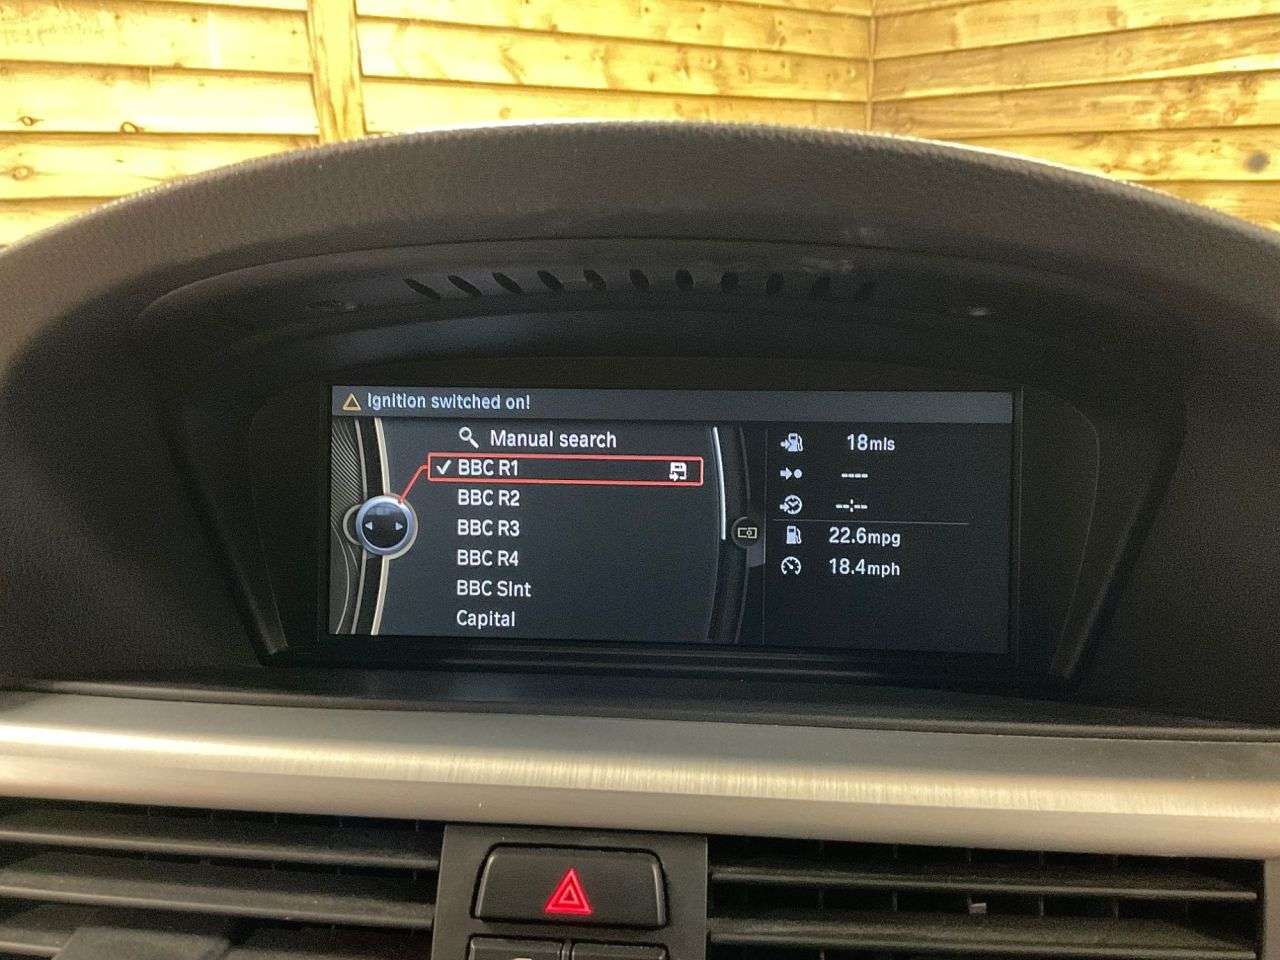 Ignition switched on!
Manual search
BBC R1
BBC R2
BBC R3
BBC R4
BBC SInt
Capital
18mls
----
--:--
22.6mpg
18.4mph